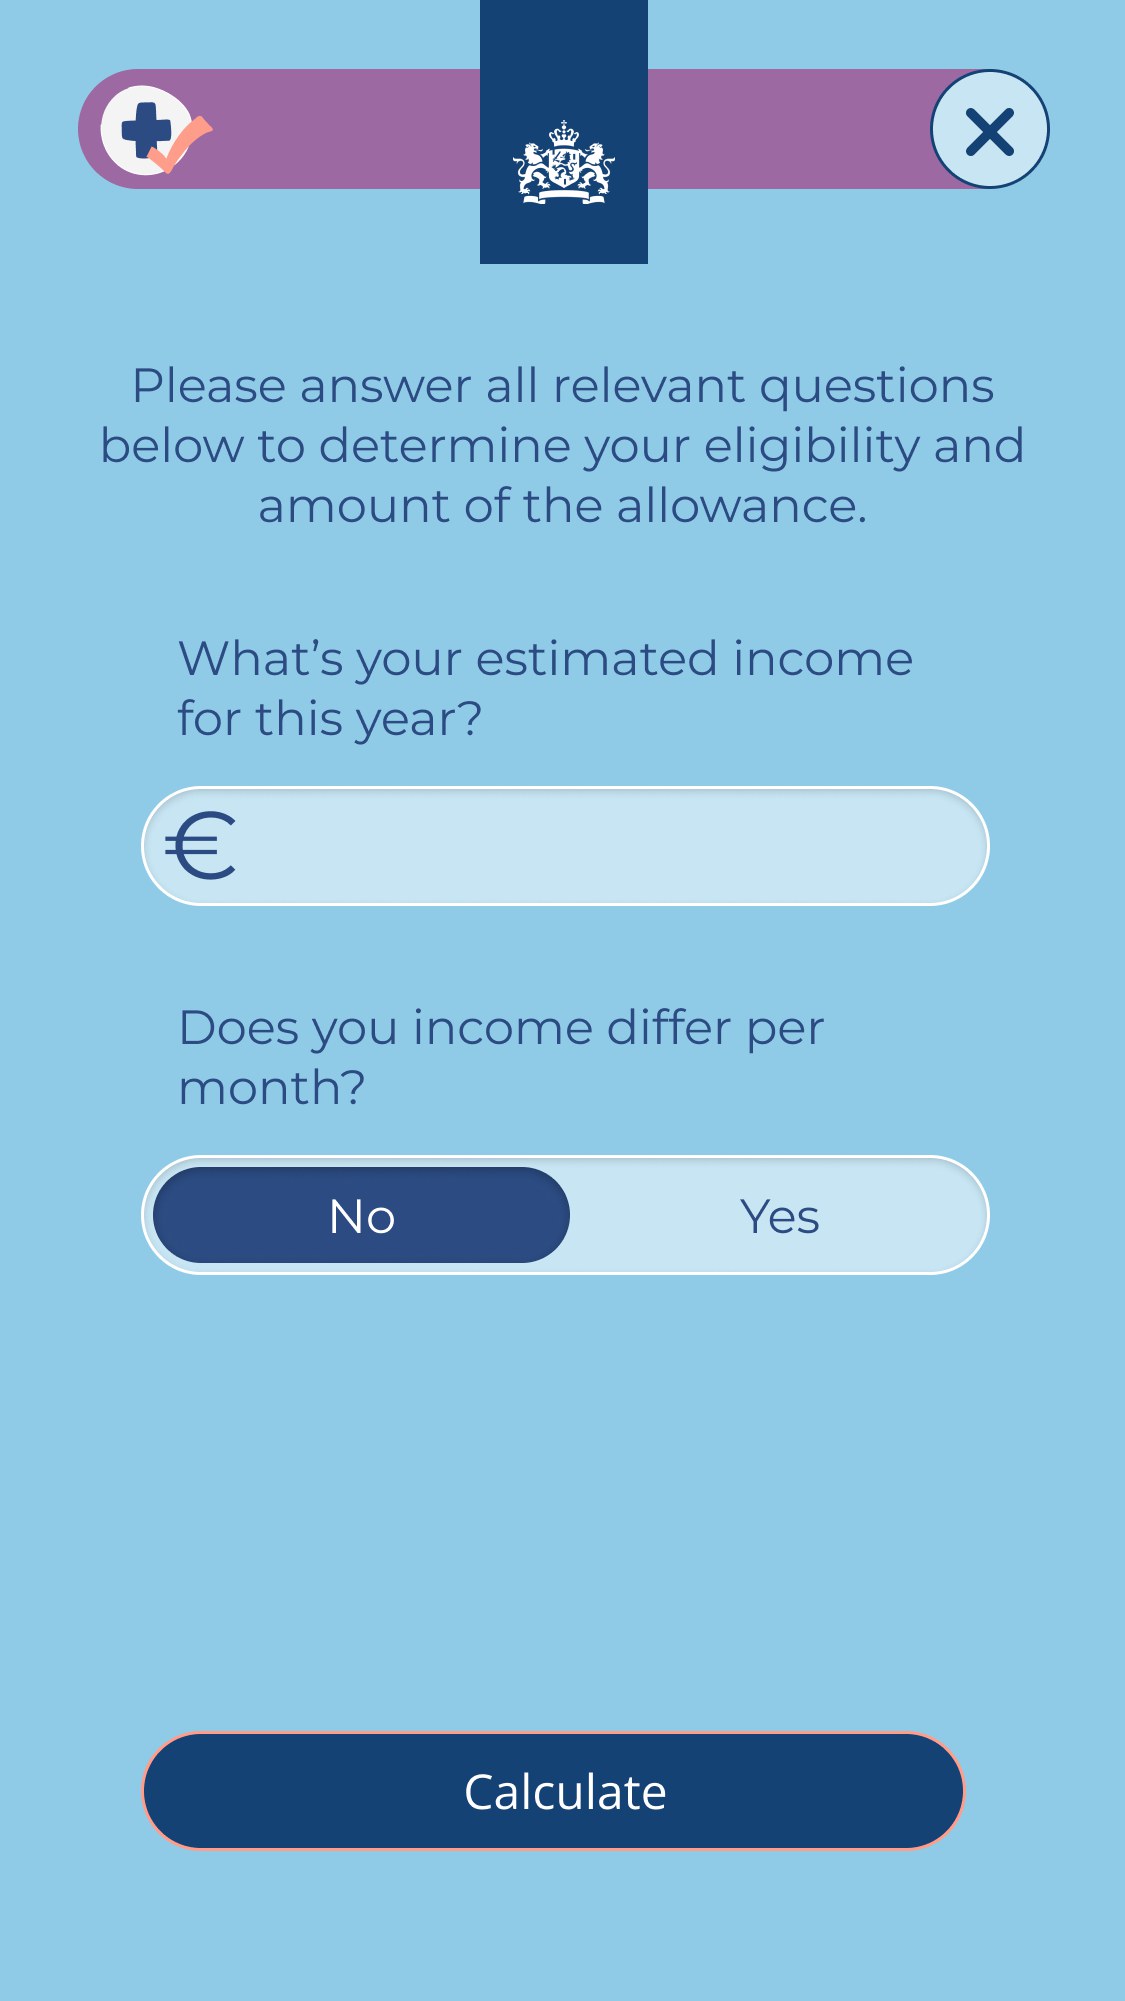 Please answer all relevant questions
below to determine your eligibility and
amount of the allowance.
What’s your estimated income
for this year?
€
Does you income differ per
month?
No
Yes
Calculate